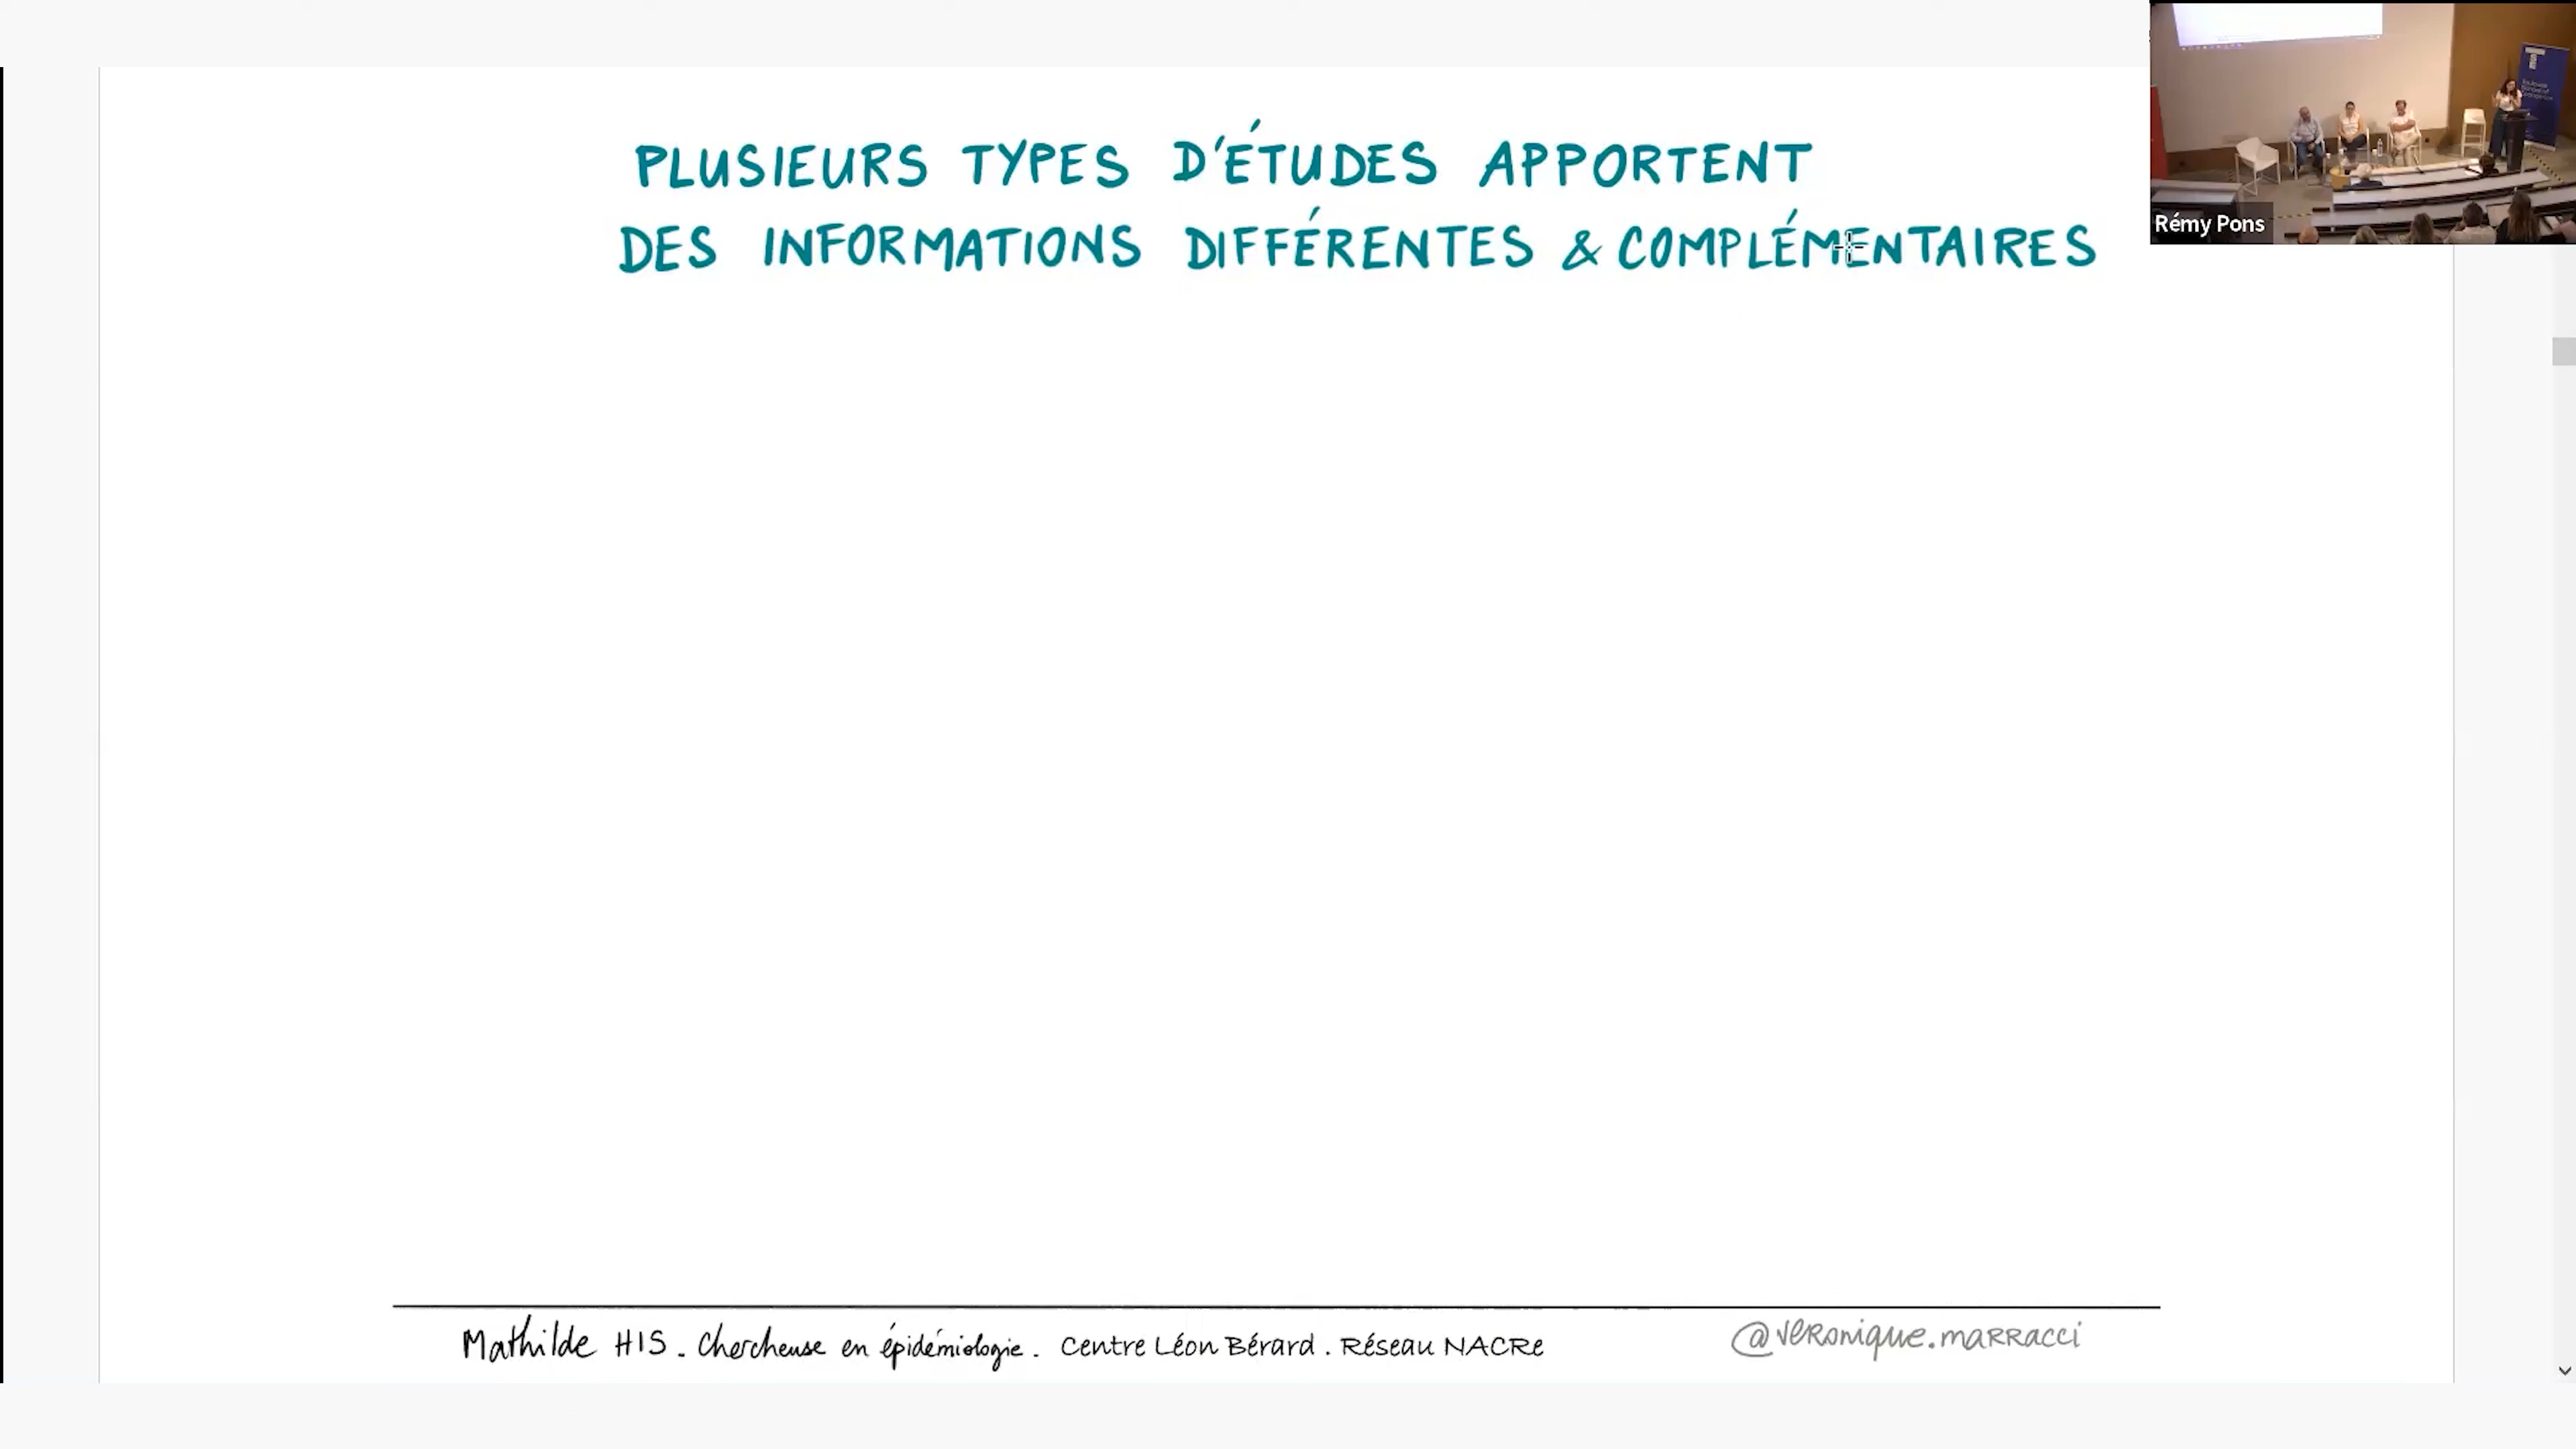 PLUSIEURS TYPES D'ÉTUDES APPORTENT
DES INFORMATIONS DIFFÉRENTES & COMPLÉMENTAIRES
Rémy Pons
Mathilde HIS. Chercheuse en épidémiologie. Centre Léon Bérard. Réseau NACRe
@veronique.marracci